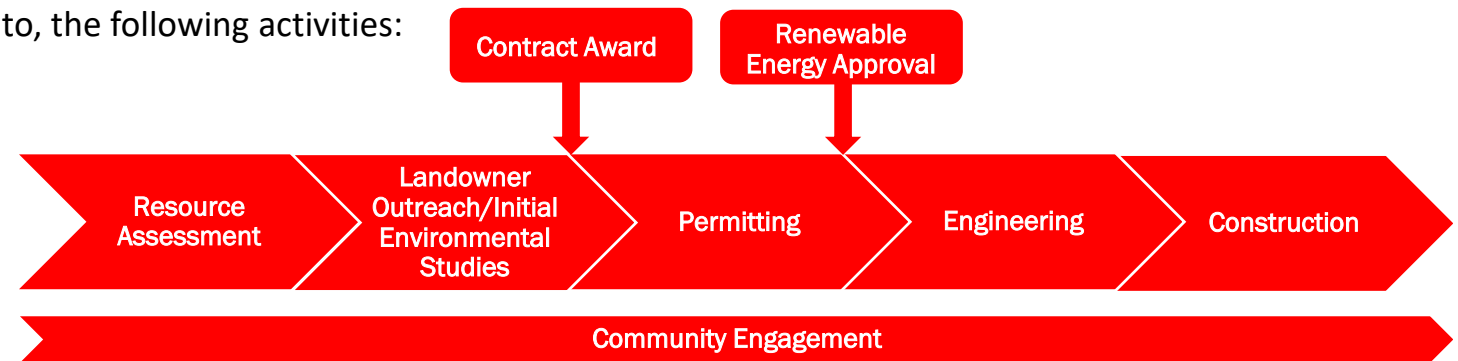 to, the following activities:
Contract Award
Renewable
Energy Approval
Resource
Assessment
Landowner
Outreach/Initial
Environmental
Studies
Permitting
Engineering
Construction
Community Engagement